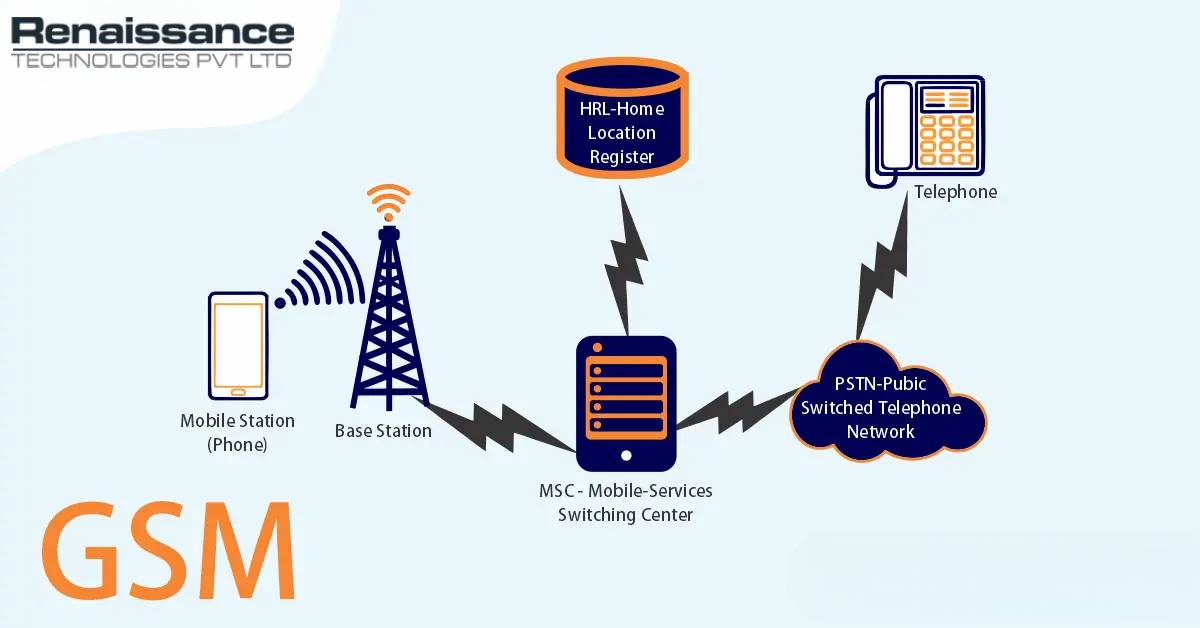 Renaissance
TECHNOLOGIES PVT LTD
HRL-Home
Location
Register
Telephone
Mobile Station
(Phone)
Base Station
PSTN-Pubic
Switched Telephone
Network
MSC - Mobile-Services
Switching Center
GSM